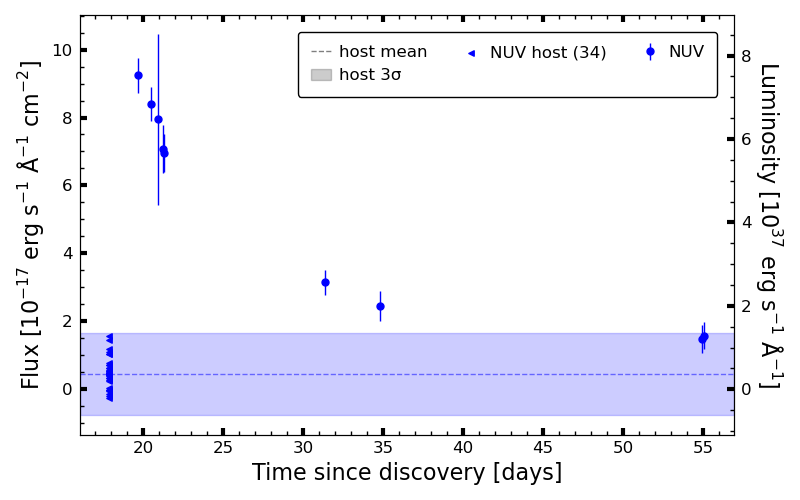 host mean
host 3σ
NUV host (34)
NUV
Flux [10⁻¹⁷ erg s⁻¹ Å⁻¹ cm⁻²]
10
8
6
4
2
0
8
6
4
2
0
Luminosity [10³⁷ erg s⁻¹ Å⁻¹]
20 25 30 35 40 45 50 55
Time since discovery [days]